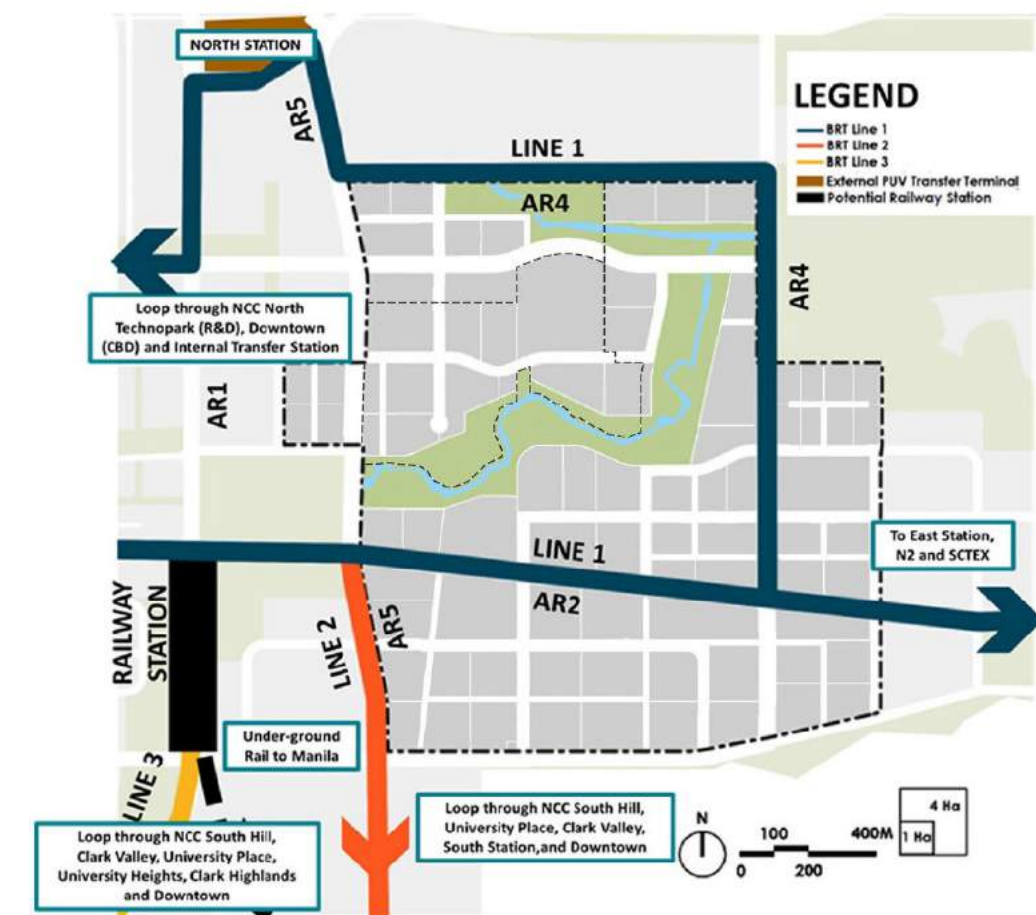 NORTH STATION
AR5
LINE 1
AR4
LEGEND
BRT Line 1
BRT Line 2
BRT Line 3
External PUV Transfer Terminal
Potential Railway Station
AR4
Loop through NCC North
Technopark (R&D), Downtown
(CBD) and Internal Transfer Station
AR1
To East Station,
N2 and SCTEX
LINE 1
AR2
RAILWAY
STATION
LINE 2
AR5
Under-ground
Rail to Manila
LINE 3
Loop through NCC South Hill,
Clark Valley, University Place,
University Heights, Clark Highlands
and Downtown
Loop through NCC South Hill,
University Place, Clark Valley,
South Station,and Downtown
N
100
400M
0
200
4 Ha
1 Ha